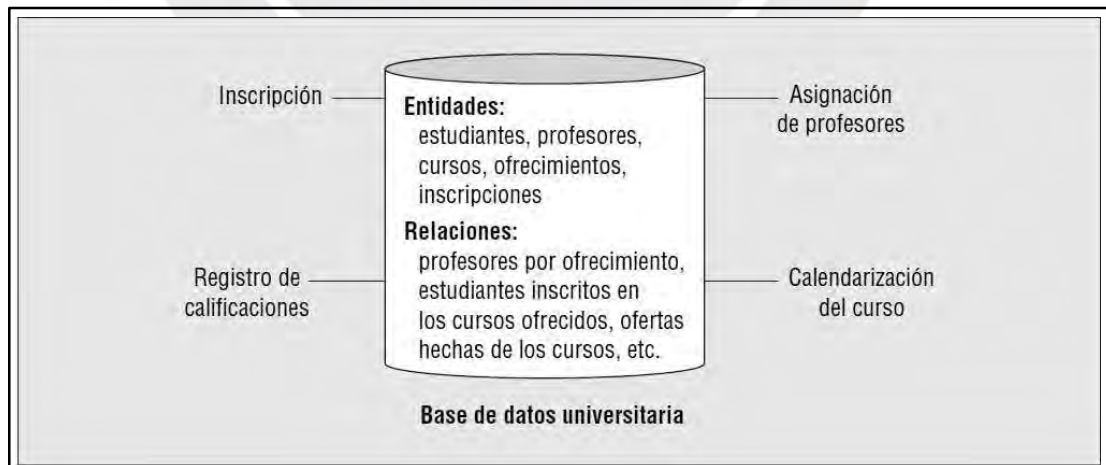 Inscripción
Asignación
de profesores
Entidades:
estudiantes, profesores,
cursos, ofrecimientos,
inscripciones
Relaciones:
profesores por ofrecimiento,
estudiantes inscritos en
los cursos ofrecidos, ofertas
hechas de los cursos, etc.
Registro de
calificaciones
Calendarización
del curso
Base de datos universitaria